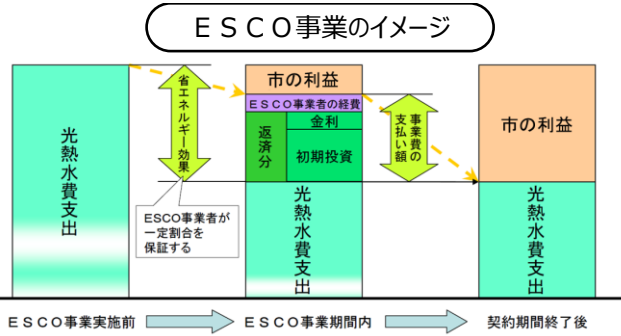 ＥＳＣＯ事業のイメージ
光熱水費支出
省エネルギー効果
ESCO事業者が
一定割合を
保証する
市の利益
ＥＳＣＯ事業者の経費
返済分
金利
初期投資
光熱水費支出
事業費の
支払い額
市の利益
光熱水費支出
ＥＳＣＯ事業実施前
ＥＳＣＯ事業期間内
契約期間終了後